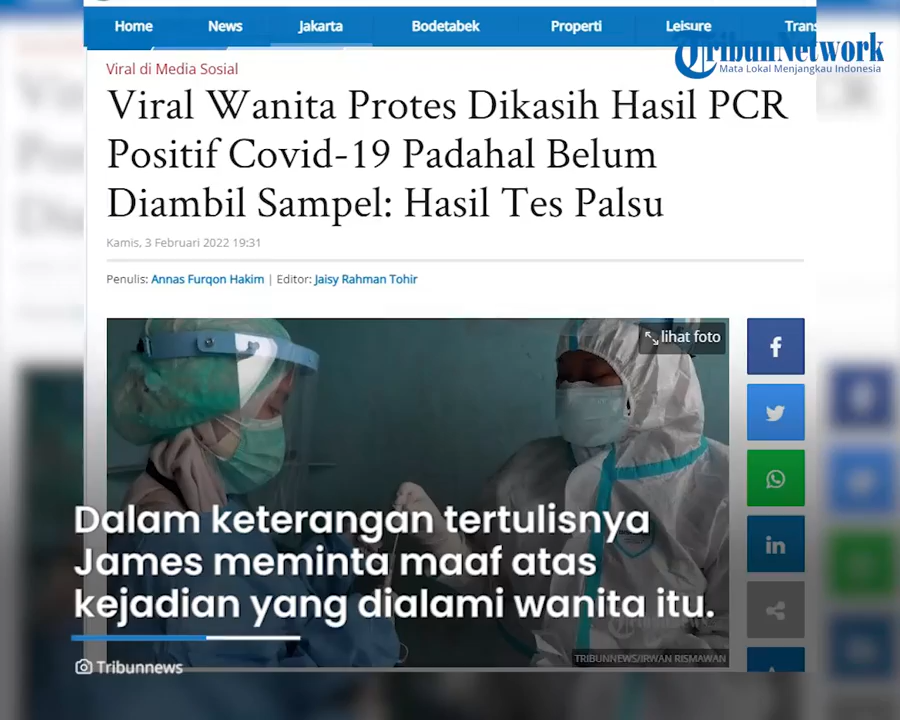 Home News Jakarta Bodetabek Properti Leisure Trans
TribunNetwork
Mata Lokal Menjangkau Indonesia
Viral di Media Sosial
Viral Wanita Protes Dikasih Hasil PCR
Positif Covid-19 Padahal Belum
Diambil Sampel: Hasil Tes Palsu
Kamis, 3 Februari 2022 19:31
Penulis: Annas Furqon Hakim | Editor: Jaisy Rahman Tohir
lihat foto
Dalam keterangan tertulisnya
James meminta maaf atas
kejadian yang dialami wanita itu.
TRIBUNNEWS/IRWAN RISMAWAN
Tribunnews